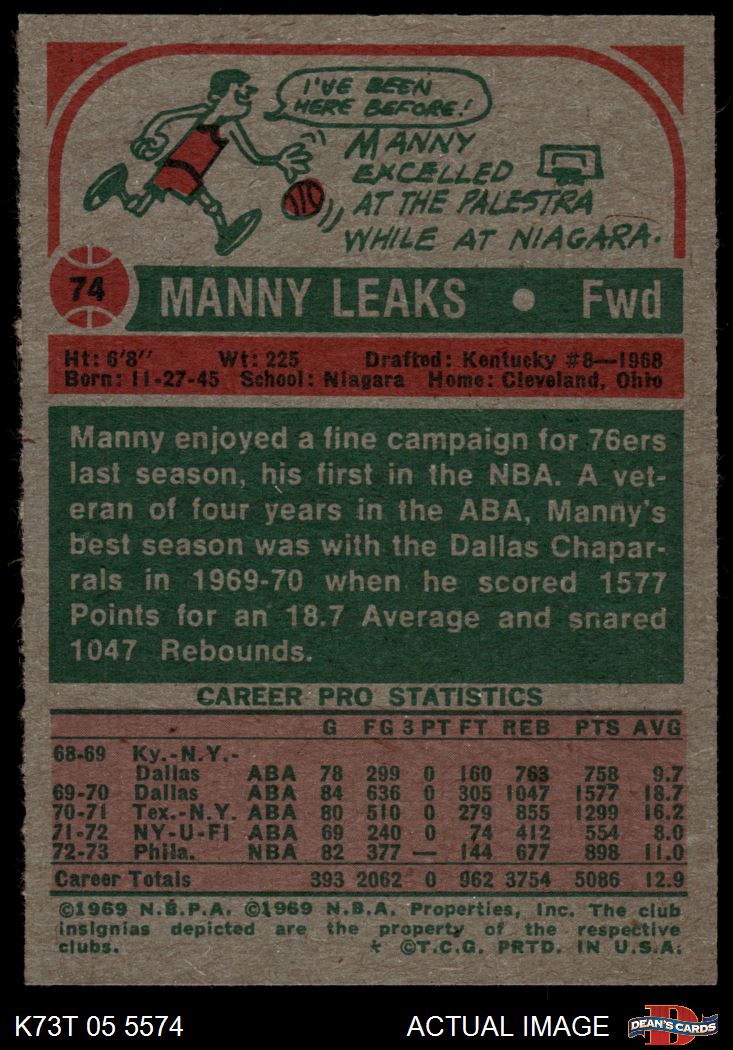 I'VE BEEN
HERE BEFORE!
MANNY
EXCELLED
AT THE PALESTRA
WHILE AT NIAGARA.
74 MANNY LEAKS • Fwd
Ht: 6'8" Wt: 225 Drafted: Kentucky #8—1968
Born: 11-27-45 School: Niagara Home: Cleveland, Ohio
Manny enjoyed a fine campaign for 76ers
last season, his first in the NBA. A vet-
eran of four years in the ABA, Manny's
best season was with the Dallas Chapar-
rals in 1969-70 when he scored 1577
Points for an 18.7 Average and snared
1047 Rebounds.
CAREER PRO STATISTICS
G FG 3 PT FT REB PTS AVG
68-69 Ky.-N.Y.-
Dallas ABA 78 299 0 160 763 758 9.7
69-70 Dallas ABA 84 636 0 305 1047 1577 18.7
70-71 Tex.-N.Y. ABA 80 510 0 279 855 1299 16.2
71-72 NY-U-Fl ABA 69 240 0 74 412 554 8.0
72-73 Phila. NBA 82 377 — 144 677 898 11.0
Career Totals 393 2062 0 962 3754 5086 12.9
©1969 N.B.P.A. ©1969 N.B.A. Properties, Inc. The club
insignias depicted are the property of the respective
clubs. * ©T.C.G. PRTD. IN U.S.A.
K73T 05 5574 ACTUAL IMAGE D DEAN'S CARDS